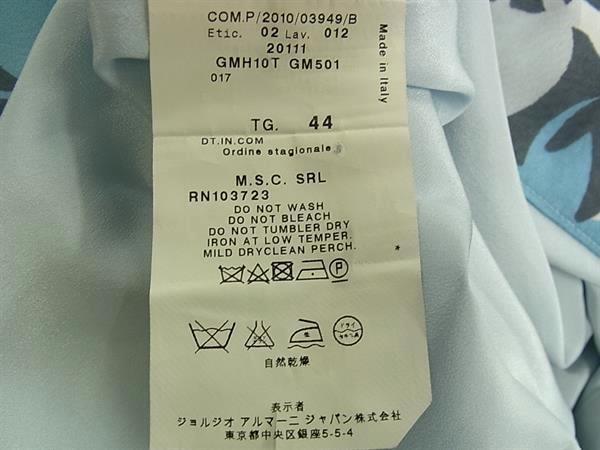 COM.P/2010/03949/B
Etic. 02 Lav. 012
20111
GMH10T GM501
017
Made in Italy
TG. 44
DT.IN.COM
Ordine stagionale
M.S.C. SRL
RN103723
DO NOT WASH
DO NOT BLEACH
DO NOT TUMBLER DRY
IRON AT LOW TEMPER.
MILD DRYCLEAN PERCH.
P
ドライ
自然乾燥
表示者
ジョルジオ アルマーニ ジャパン株式会社
東京都中央区銀座5-5-4